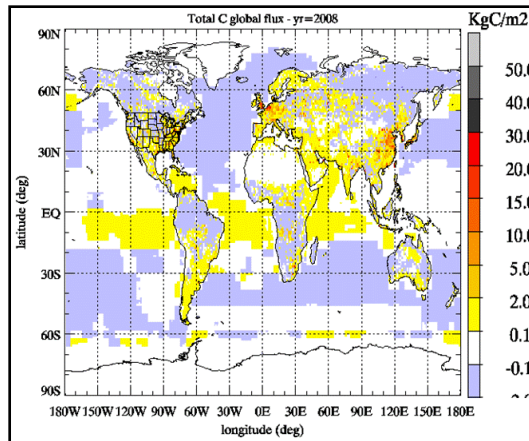 Total C global flux - yr=2008
KgC/m2
90N
60N
30N
EQ
30S
60S
90S
latitude (deg)
180W 150W 120W 90W 60W 30W 0E 30E 60E 90E 120E 150E 180E
longitude (deg)
50.0
40.0
30.0
20.0
15.0
10.0
5.0
2.0
0.1
-0.1